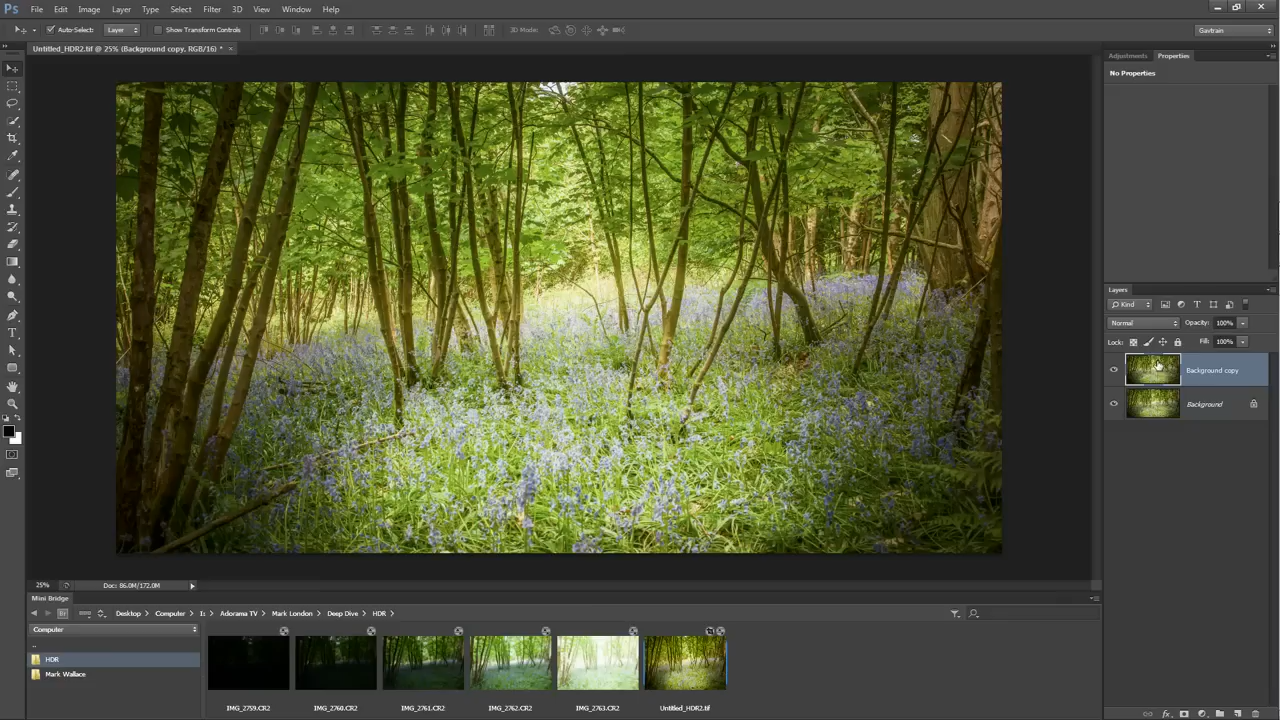 Ps File Edit Image Layer Type Select Filter 3D View Window Help
Auto-Select: Layer Show Transform Controls 3D Mode: Gavtrain
Untitled_HDR2.tif @ 25% (Background copy, RGB/16) * ×
Adjustments Properties
No Properties
Layers
Kind
Normal Opacity: 100%
Lock: Fill: 100%
Background copy
Background
25% Doc: 86.0M/172.0M
Mini Bridge
Br Desktop Computer I: Adorama TV Mark London Deep Dive HDR
Computer
..
HDR
Mark Wallace
IMG_2759.CR2 IMG_2760.CR2 IMG_2761.CR2 IMG_2762.CR2 IMG_2763.CR2 Untitled_HDR2.tif